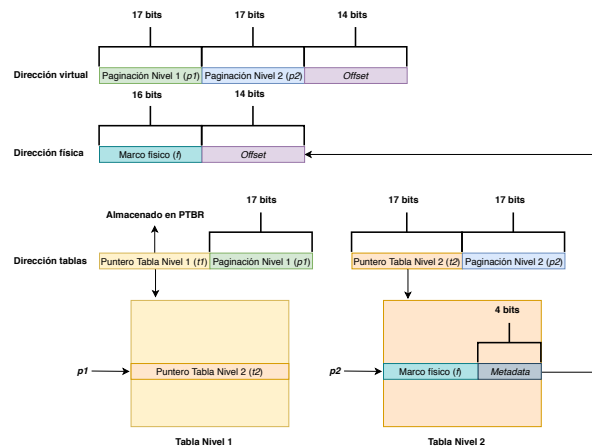 17 bits 17 bits 14 bits
Dirección virtual Paginación Nivel 1 (p1) Paginación Nivel 2 (p2) Offset
16 bits 14 bits
Dirección física Marco físico (f) Offset
17 bits 17 bits 17 bits
Almacenado en PTBR
Dirección tablas Puntero Tabla Nivel 1 (t1) Paginación Nivel 1 (p1) Puntero Tabla Nivel 2 (t2) Paginación Nivel 2 (p2)
4 bits
p1 Puntero Tabla Nivel 2 (t2) p2 Marco físico (f) Metadata
Tabla Nivel 1 Tabla Nivel 2